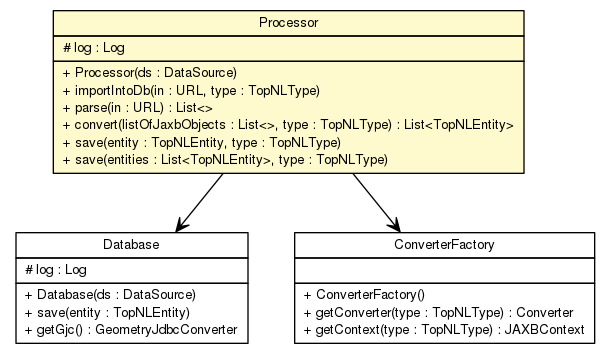 Processor
# log : Log
+ Processor(ds : DataSource)
+ importIntoDb(in : URL, type : TopNLType)
+ parse(in : URL) : List<>
+ convert(listOfJaxbObjects : List<>, type : TopNLType) : List<TopNLEntity>
+ save(entity : TopNLEntity, type : TopNLType)
+ save(entities : List<TopNLEntity>, type : TopNLType)
Database
# log : Log
+ Database(ds : DataSource)
+ save(entity : TopNLEntity)
+ getGjc() : GeometryJdbcConverter
ConverterFactory
+ ConverterFactory()
+ getConverter(type : TopNLType) : Converter
+ getContext(type : TopNLType) : JAXBContext